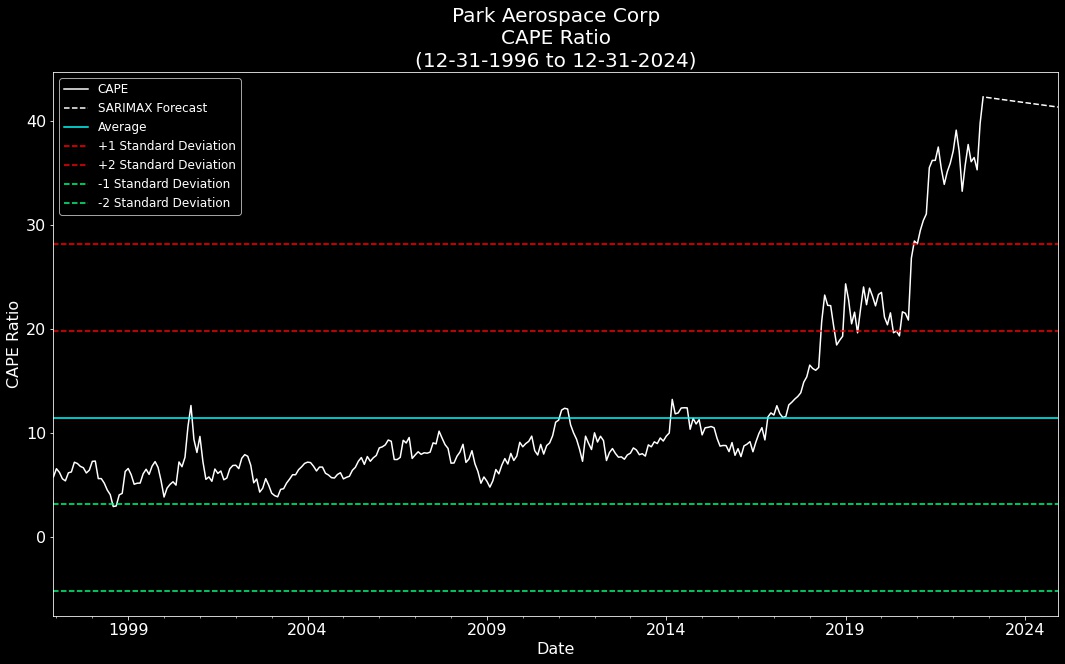 Park Aerospace Corp
CAPE Ratio
(12-31-1996 to 12-31-2024)
CAPE
SARIMAX Forecast
Average
+1 Standard Deviation
+2 Standard Deviation
-1 Standard Deviation
-2 Standard Deviation
40
30
20
10
0
CAPE Ratio
1999
2004
2009
2014
2019
2024
Date